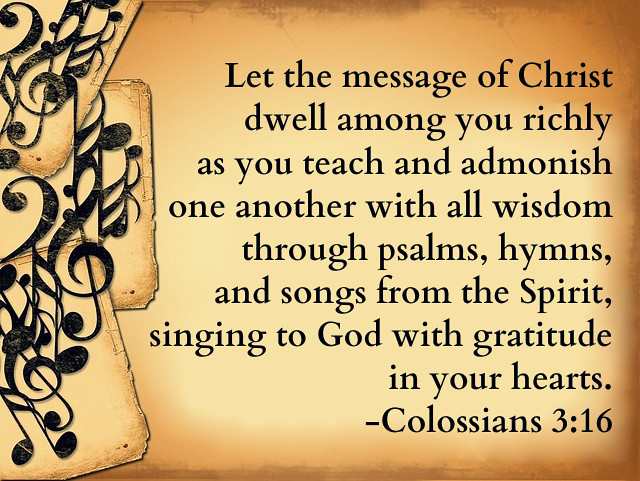 Let the message of Christ
dwell among you richly
as you teach and admonish
one another with all wisdom
through psalms, hymns,
and songs from the Spirit,
singing to God with gratitude
in your hearts.
-Colossians 3:16